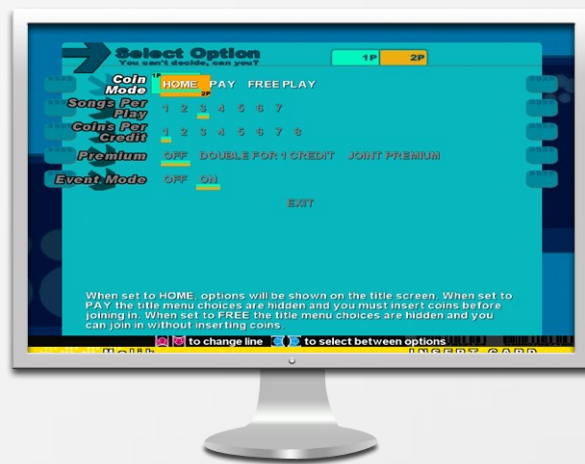 Select Option
You can't decide, can you?
1P 2P
Coin Mode
1P
HOME PAY FREE PLAY
2P
Songs Per Play
1 2 3 4 5 6 7
Coins Per Credit
1 2 3 4 5 6 7 8
Premium OFF DOUBLE FOR 1 CREDIT JOINT PREMIUM
Event Mode OFF ON
EXIT
When set to HOME, options will be shown on the title screen. When set to
PAY the title menu choices are hidden and you must insert coins before
joining in. When set to FREE the title menu choices are hidden and you
can join in without inserting coins.
to change line to select between options
INSERT CARD